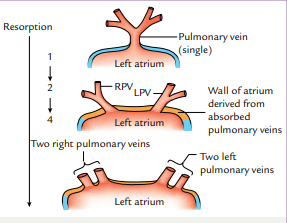 Resorption
Pulmonary vein
(single)
Left atrium
1
2
4
RPV
LPV
Left atrium
Wall of atrium
derived from
absorbed
pulmonary veins
Two right pulmonary veins
Two left
pulmonary veins
Left atrium